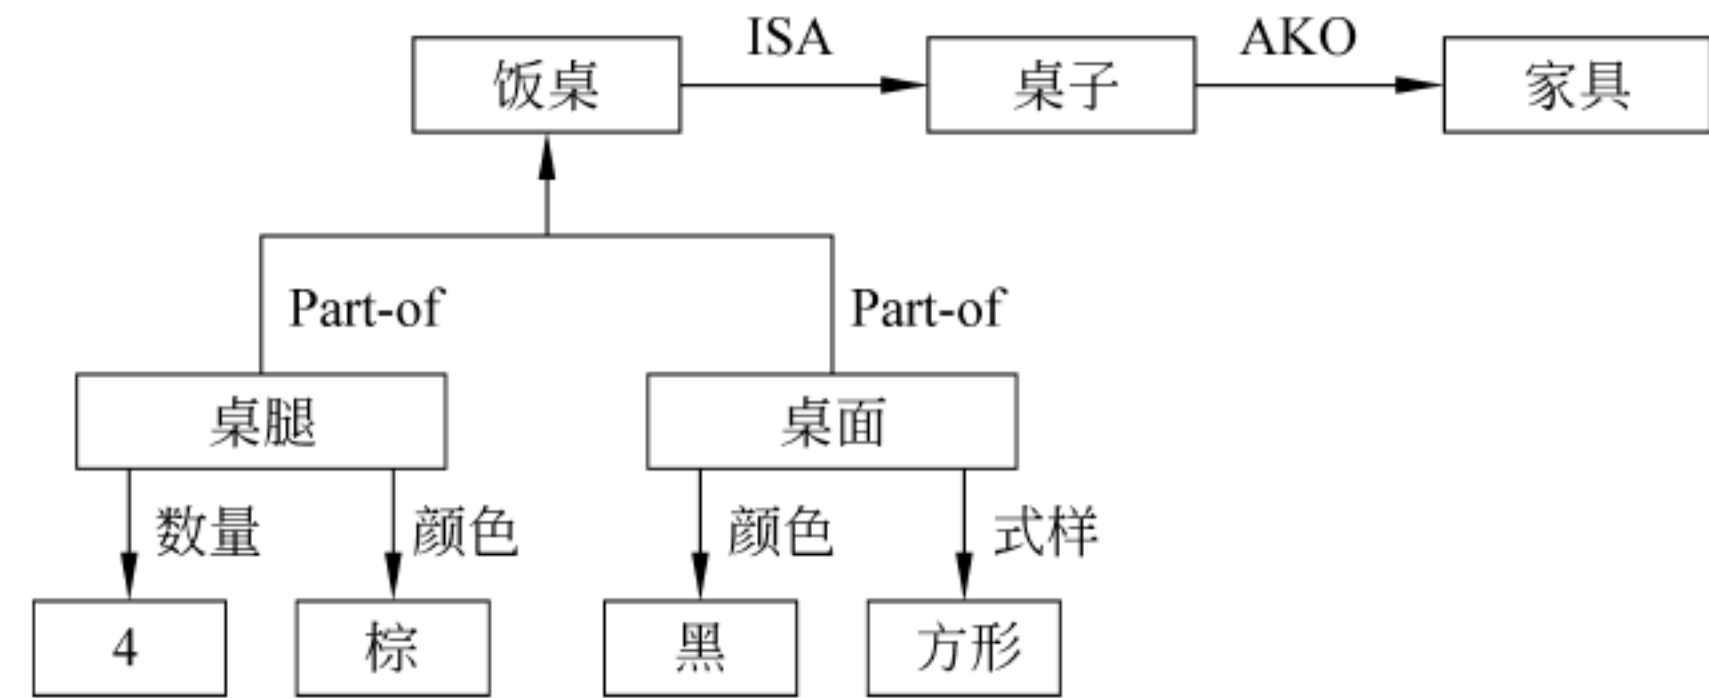 ISA AKO
饭桌 桌子 家具
Part-of Part-of
桌腿 桌面
数量 颜色 颜色 式样
4 棕 黑 方形